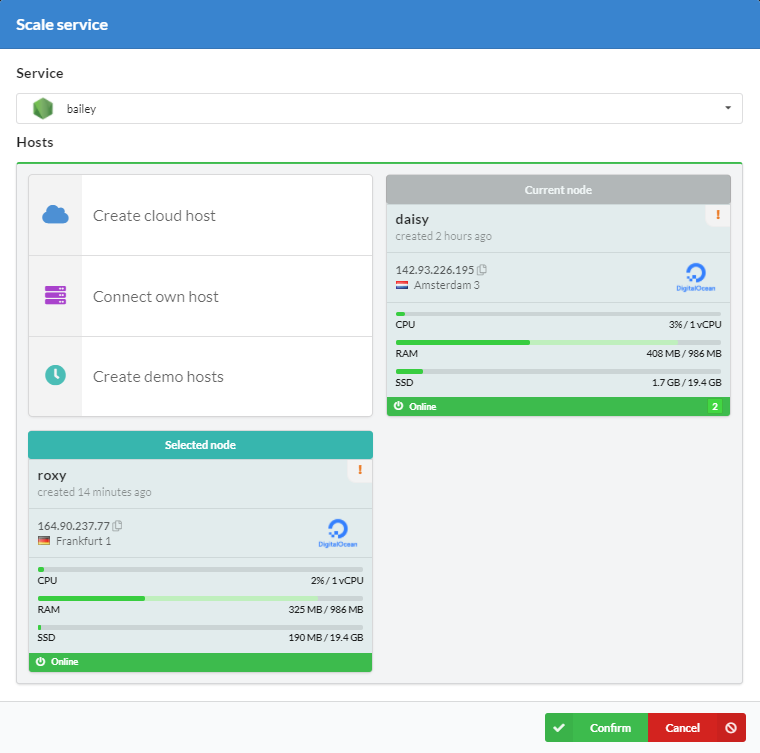 Scale service
Service
bailey
Hosts
Create cloud host
Connect own host
Create demo hosts
Current node
!
daisy
created 2 hours ago
142.93.226.195
Amsterdam 3
DigitalOcean
CPU 3% / 1 vCPU
RAM 408 MB / 986 MB
SSD 1.7 GB / 19.4 GB
Online 2
Selected node
!
roxy
created 14 minutes ago
164.90.237.77
Frankfurt 1
DigitalOcean
CPU 2% / 1 vCPU
RAM 325 MB / 986 MB
SSD 190 MB / 19.4 GB
Online
Confirm Cancel